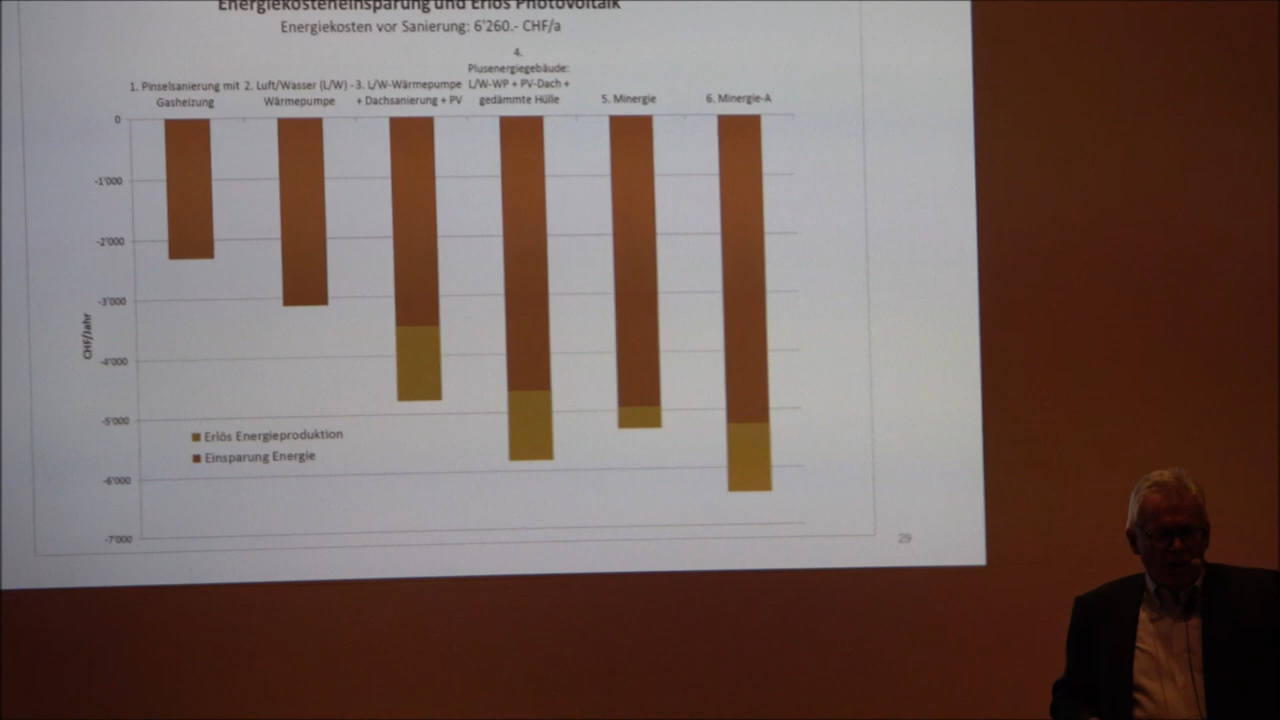 Energiekosteneinsparung und Erlös Photovoltaik
Energiekosten vor Sanierung: 6'260.- CHF/a
1. Pinselsanierung mit
Gasheizung
2. Luft/Wasser (L/W) -
Wärmepumpe
3. L/W-Wärmepumpe
+ Dachsanierung + PV
4.
Plusenergiegebäude:
L/W-WP + PV-Dach +
gedämmte Hülle
5. Minergie
6. Minergie-A
0
-1'000
-2'000
-3'000
-4'000
-5'000
-6'000
-7'000
CHF/Jahr
Erlös Energieproduktion
Einsparung Energie
29